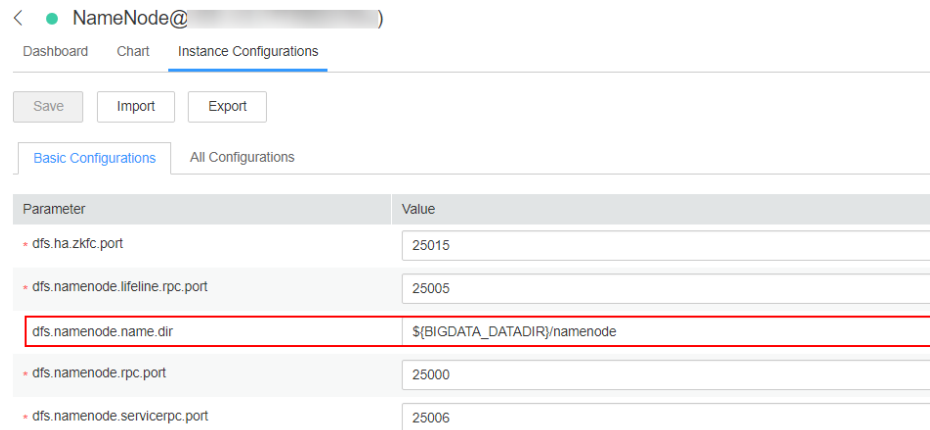 NameNode@ )
Dashboard Chart Instance Configurations
Save Import Export
Basic Configurations All Configurations
Parameter Value
* dfs.ha.zkfc.port 25015
* dfs.namenode.lifeline.rpc.port 25005
dfs.namenode.name.dir ${BIGDATA_DATADIR}/namenode
* dfs.namenode.rpc.port 25000
* dfs.namenode.servicerpc.port 25006